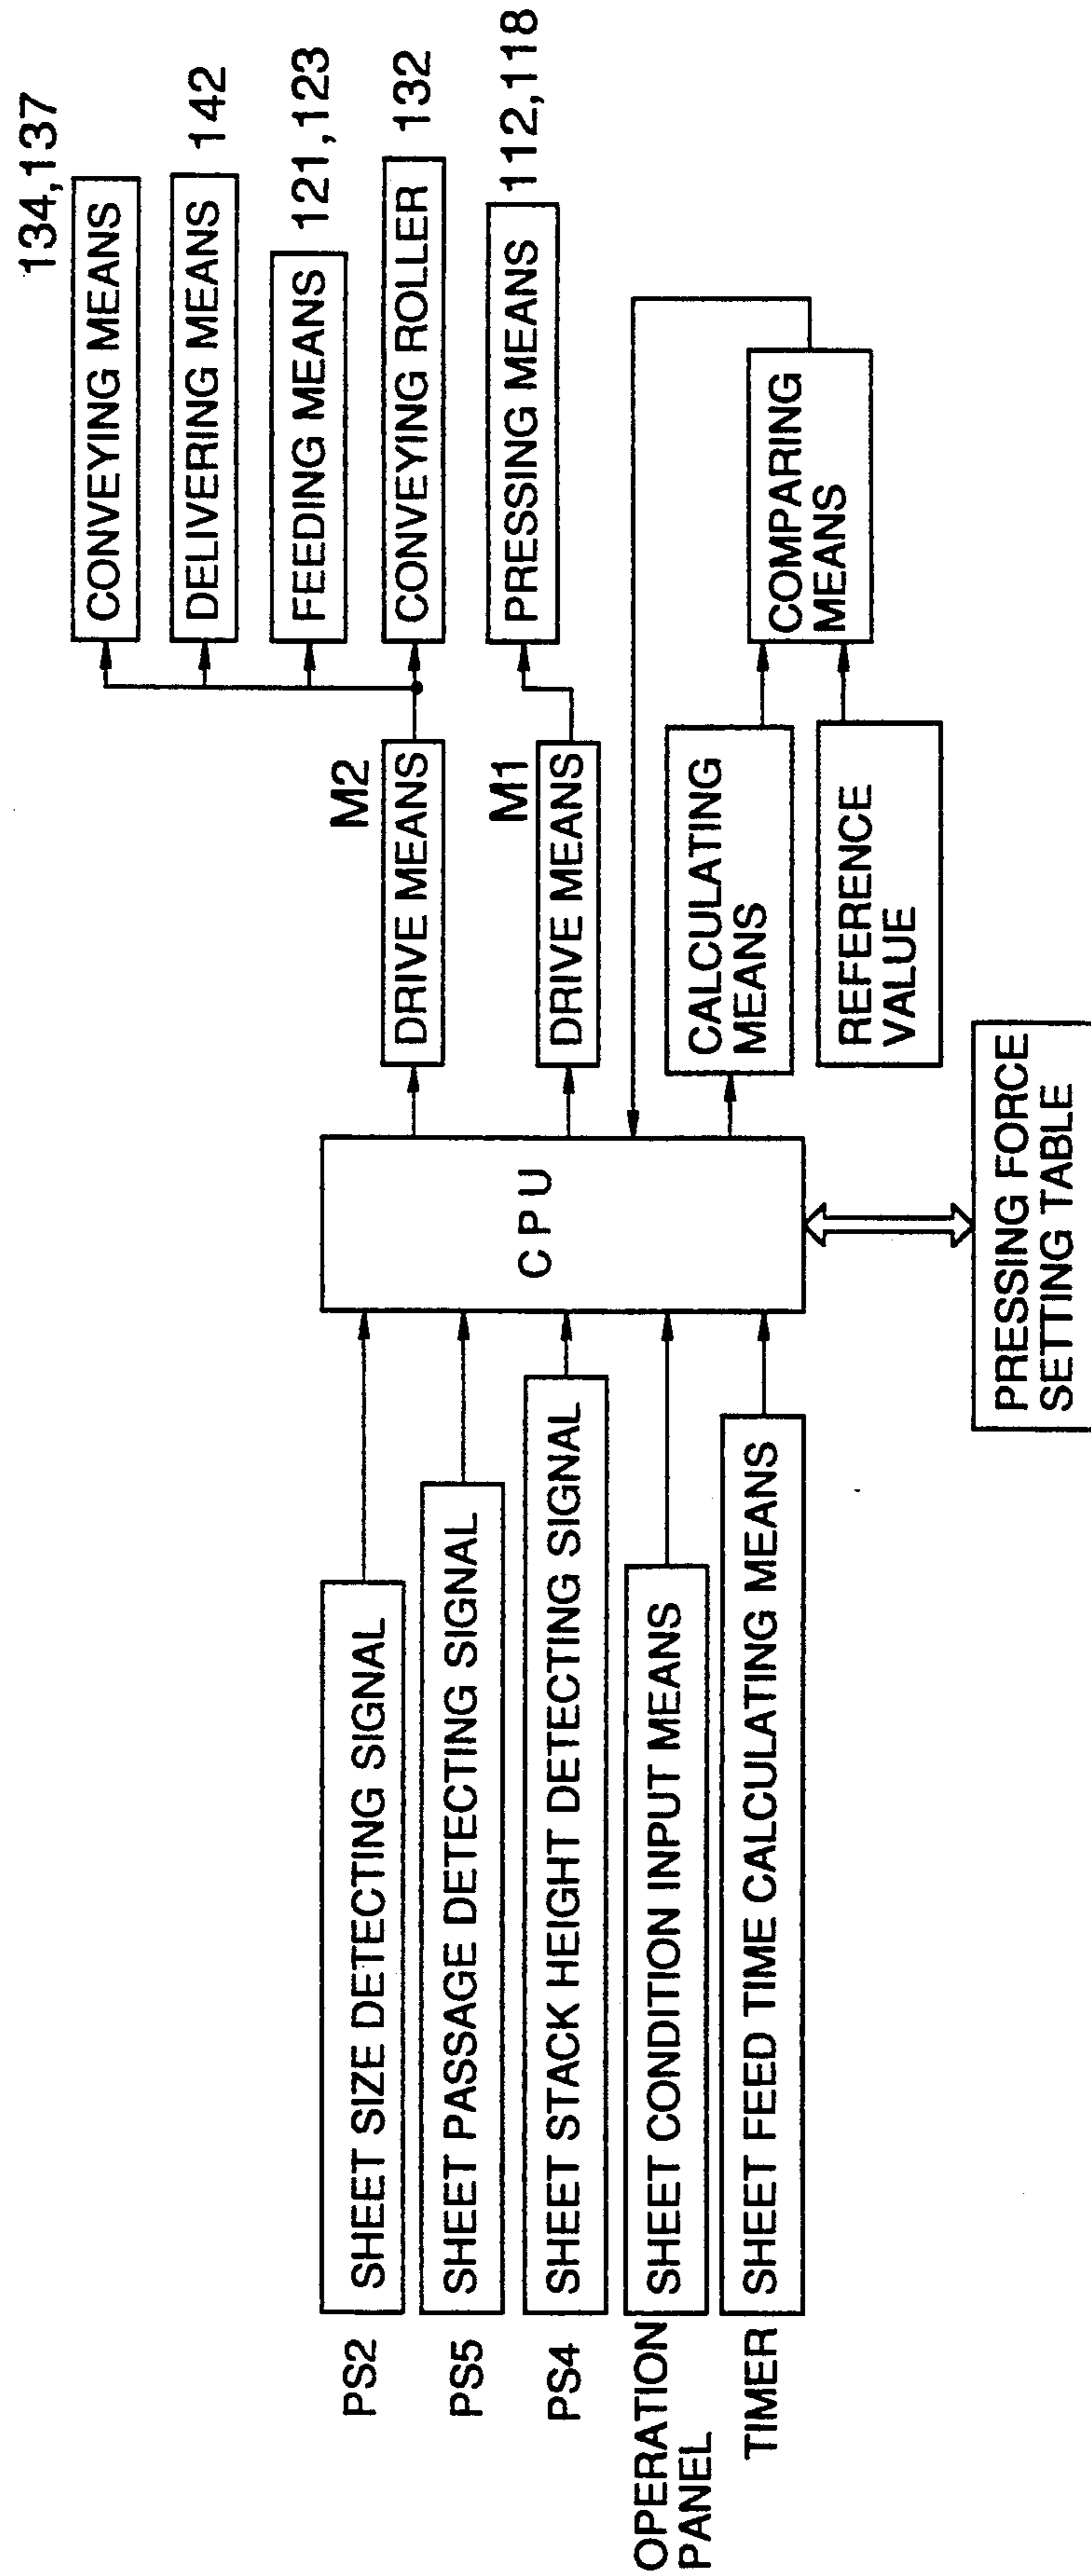 PS2
SHEET SIZE DETECTING SIGNAL
PS5
SHEET PASSAGE DETECTING SIGNAL
PS4
SHEET STACK HEIGHT DETECTING SIGNAL
OPERATION
PANEL
SHEET CONDITION INPUT MEANS
TIMER
SHEET FEED TIME CALCULATING MEANS
CPU
PRESSING FORCE
SETTING TABLE
M2
DRIVE MEANS
M1
DRIVE MEANS
CALCULATING
MEANS
REFERENCE
VALUE
COMPARING
MEANS
134,137
CONVEYING MEANS
DELIVERING MEANS
142
FEEDING MEANS
121,123
CONVEYING ROLLER
132
PRESSING MEANS
112,118